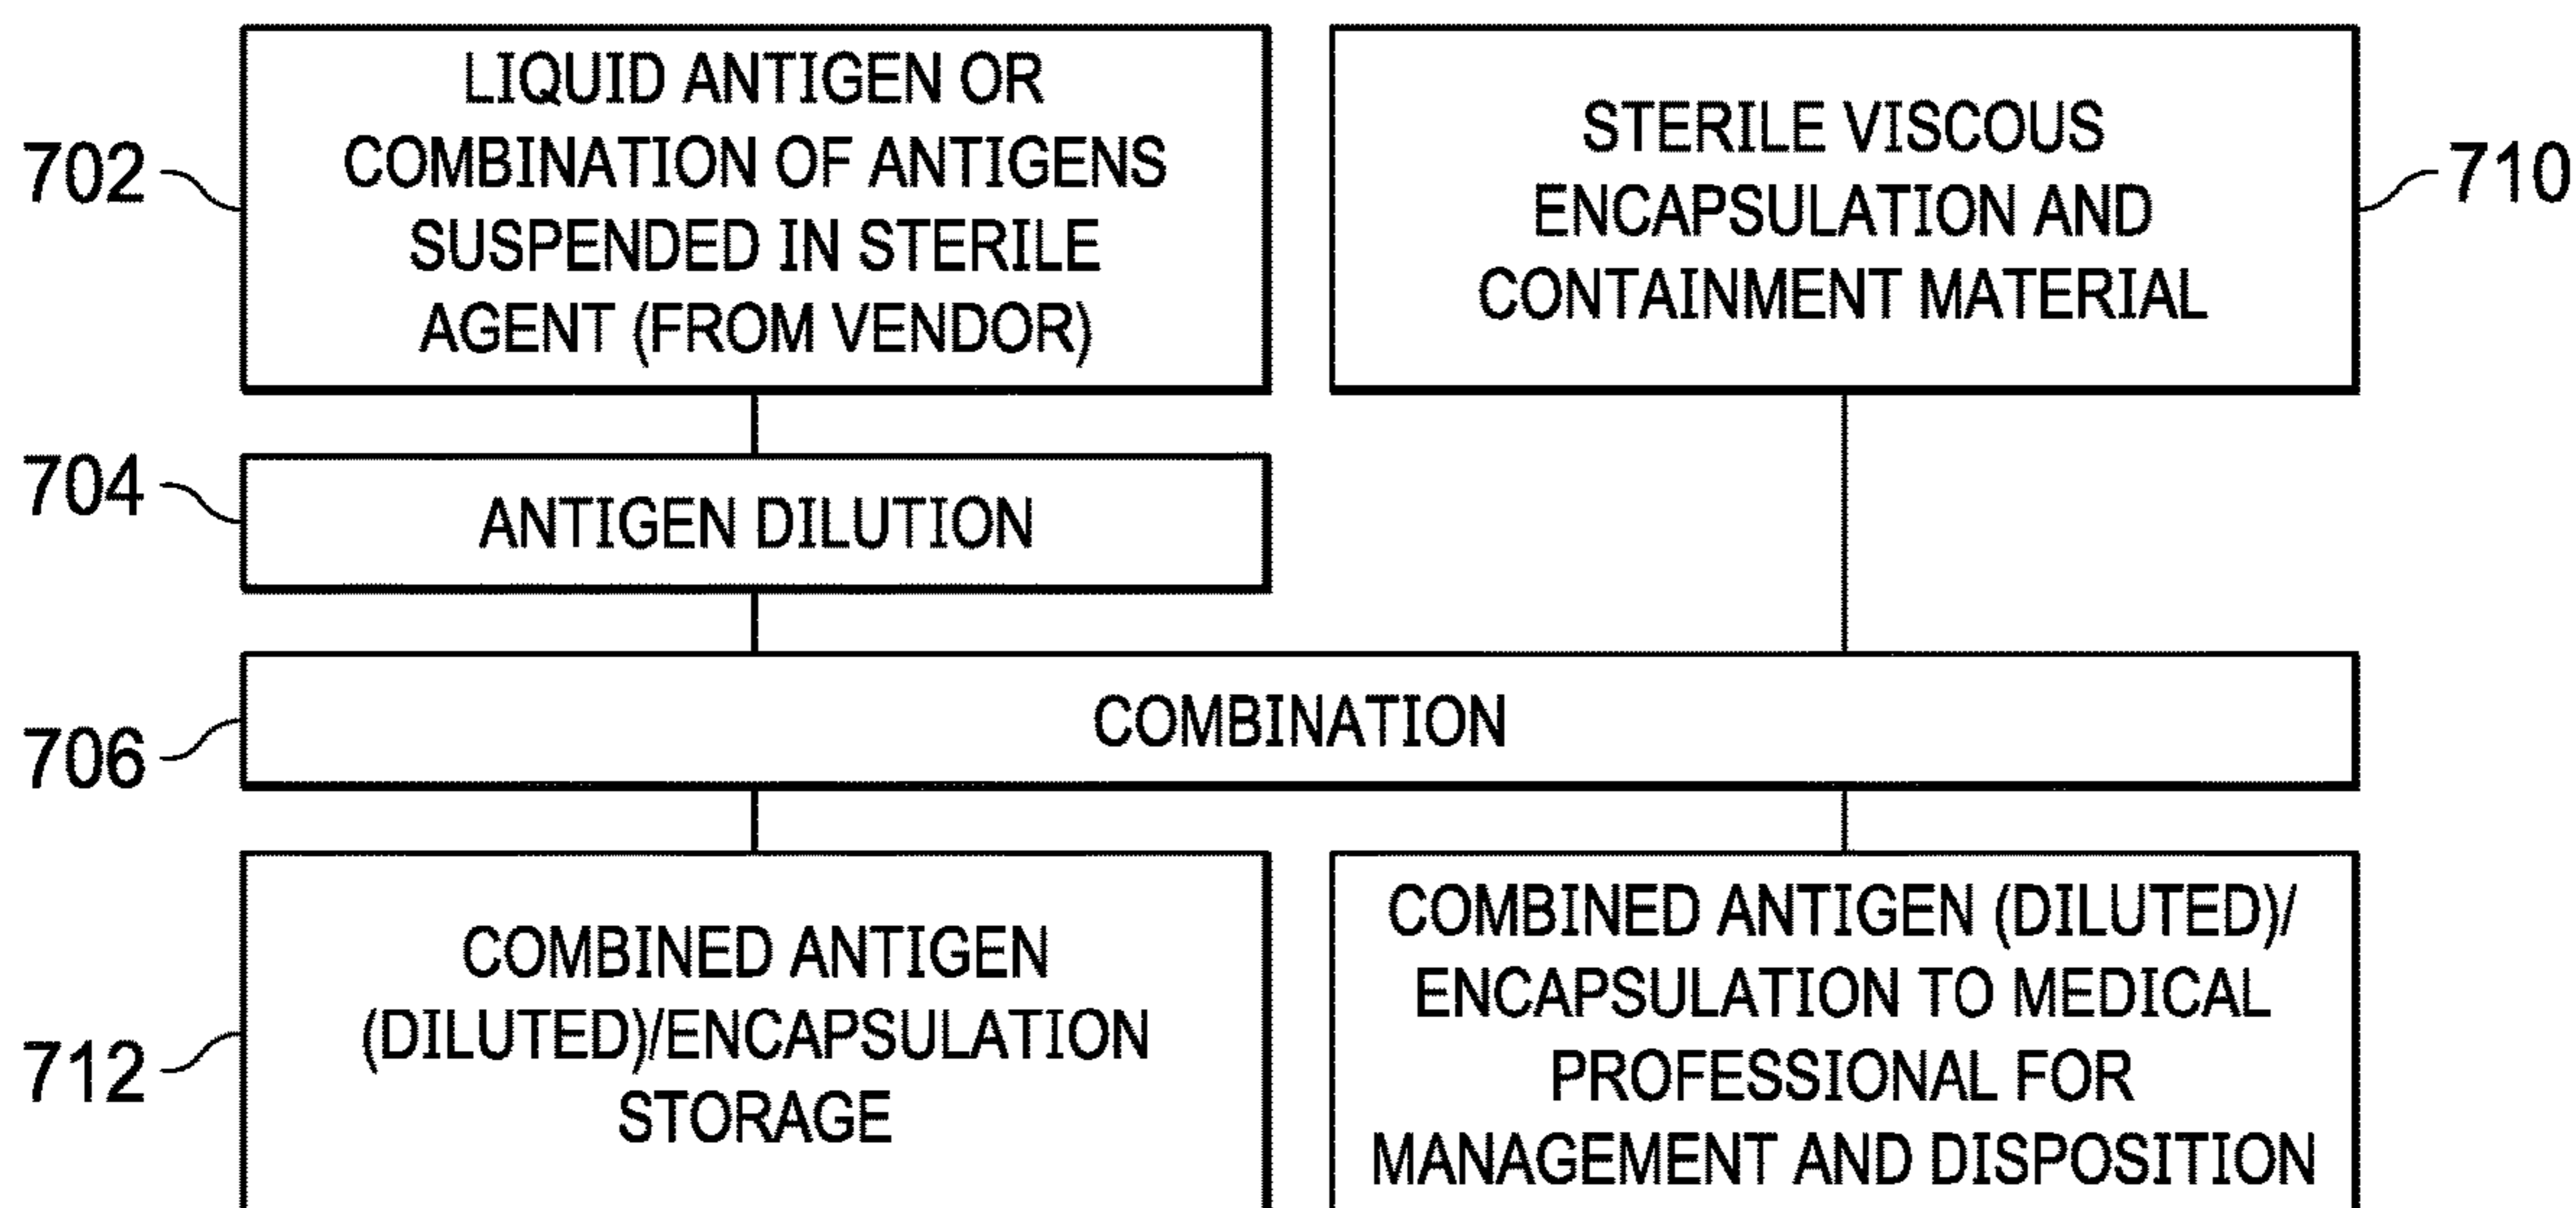 702
LIQUID ANTIGEN OR
COMBINATION OF ANTIGENS
SUSPENDED IN STERILE
AGENT (FROM VENDOR)
STERILE VISCOUS
ENCAPSULATION AND
CONTAINMENT MATERIAL
710
704
ANTIGEN DILUTION
706
COMBINATION
712
COMBINED ANTIGEN
(DILUTED)/ENCAPSULATION
STORAGE
COMBINED ANTIGEN (DILUTED)/
ENCAPSULATION TO MEDICAL
PROFESSIONAL FOR
MANAGEMENT AND DISPOSITION